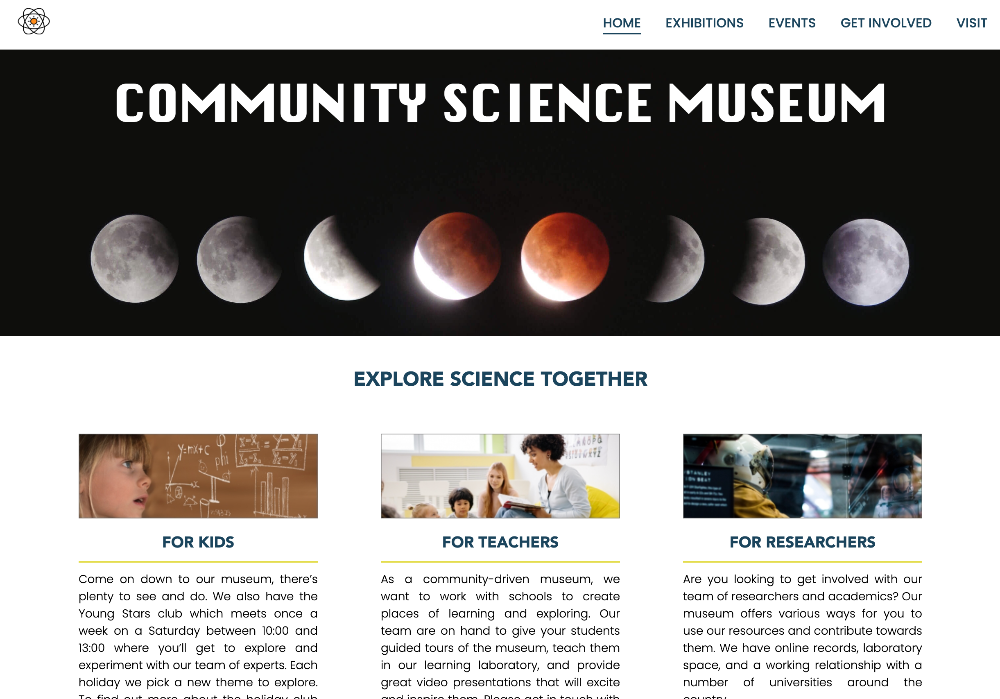 HOME EXHIBITIONS EVENTS GET INVOLVED VISIT
COMMUNITY SCIENCE MUSEUM
EXPLORE SCIENCE TOGETHER
Y=mx+C
FOR KIDS
Come on down to our museum, there's
plenty to see and do. We also have the
Young Stars club which meets once a
week on a Saturday between 10:00 and
13:00 where you'll get to explore and
experiment with our team of experts. Each
holiday we pick a new theme to explore.
To find out more about the holiday club
FOR TEACHERS
As a community-driven museum, we
want to work with schools to create
places of learning and exploring. Our
team are on hand to give your students
guided tours of the museum, teach them
in our learning laboratory, and provide
great video presentations that will excite
and inspire them. Please get in touch with
FOR RESEARCHERS
Are you looking to get involved with our
team of researchers and academics? Our
museum offers various ways for you to
use our resources and contribute towards
them. We have online records, laboratory
space, and a working relationship with a
number of universities around the
country.